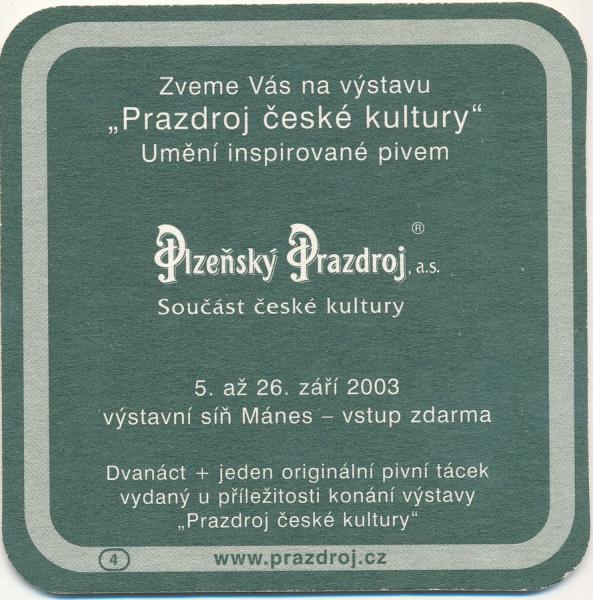 Zveme Vás na výstavu
„Prazdroj české kultury“
Umění inspirované pivem
Plzeňský Prazdroj, a.s. ®
Součást české kultury
5. až 26. září 2003
výstavní síň Mánes – vstup zdarma
Dvanáct + jeden originální pivní tácek
vydaný u příležitosti konání výstavy
„Prazdroj české kultury“
4 www.prazdroj.cz